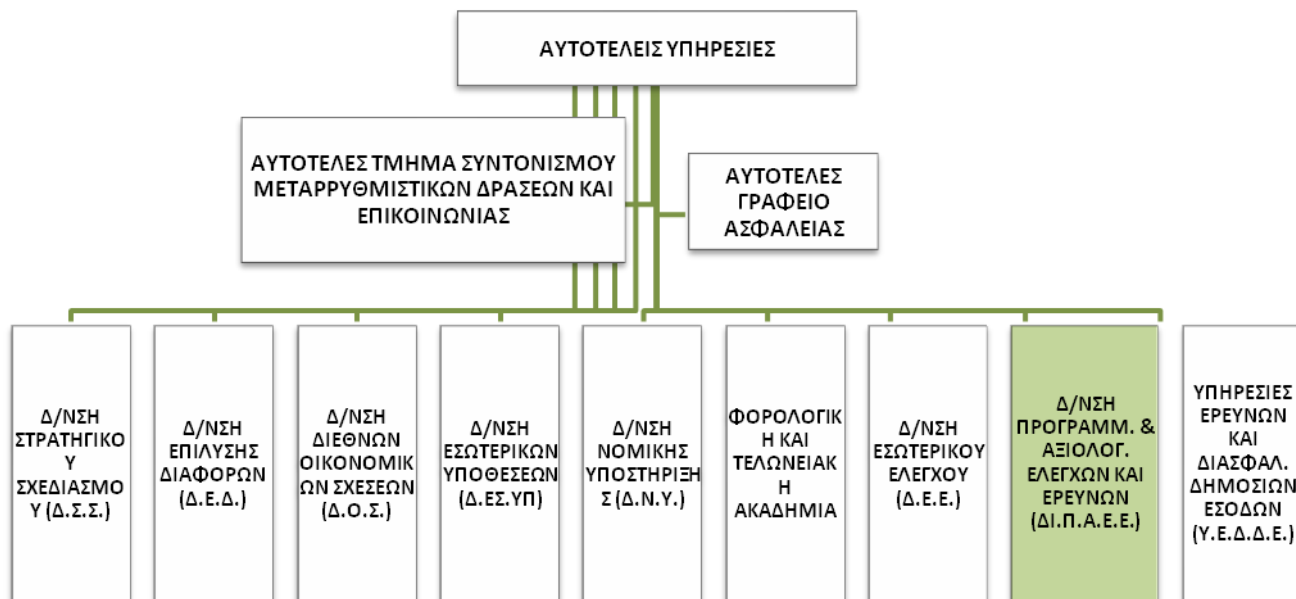 ΑΥΤΟΤΕΛΕΙΣ ΥΠΗΡΕΣΙΕΣ
ΑΥΤΟΤΕΛΕΣ ΤΜΗΜΑ ΣΥΝΤΟΝΙΣΜΟΥ
ΜΕΤΑΡΡΥΘΜΙΣΤΙΚΩΝ ΔΡΑΣΕΩΝ ΚΑΙ
ΕΠΙΚΟΙΝΩΝΙΑΣ
ΑΥΤΟΤΕΛΕΣ
ΓΡΑΦΕΙΟ
ΑΣΦΑΛΕΙΑΣ
Δ/ΝΣΗ
ΣΤΡΑΤΗΓΙΚΟ
Υ
ΣΧΕΔΙΑΣΜΟ
Υ (Δ.Σ.Σ.)
Δ/ΝΣΗ
ΕΠΙΛΥΣΗΣ
ΔΙΑΦΟΡΩΝ
(Δ.Ε.Δ.)
Δ/ΝΣΗ
ΔΙΕΘΝΩΝ
ΟΙΚΟΝΟΜΙΚ
ΩΝ ΣΧΕΣΕΩΝ
(Δ.Ο.Σ.)
Δ/ΝΣΗ
ΕΣΩΤΕΡΙΚΩΝ
ΥΠΟΘΕΣΕΩΝ
(Δ.ΕΣ.ΥΠ)
Δ/ΝΣΗ
ΝΟΜΙΚΗΣ
ΥΠΟΣΤΗΡΙΞΗ
Σ (Δ.Ν.Υ.)
ΦΟΡΟΛΟΓΙΚ
Η ΚΑΙ
ΤΕΛΩΝΕΙΑΚ
Η
ΑΚΑΔΗΜΙΑ
Δ/ΝΣΗ
ΕΣΩΤΕΡΙΚΟΥ
ΕΛΕΓΧΟΥ
(Δ.Ε.Ε.)
Δ/ΝΣΗ
ΠΡΟΓΡΑΜΜ. &
ΑΞΙΟΛΟΓ.
ΕΛΕΓΧΩΝ ΚΑΙ
ΕΡΕΥΝΩΝ
(ΔΙ.Π.Α.Ε.Ε.)
ΥΠΗΡΕΣΙΕΣ
ΕΡΕΥΝΩΝ
ΚΑΙ
ΔΙΑΣΦΑΛ.
ΔΗΜΟΣΙΩΝ
ΕΣΟΔΩΝ
(Υ.Ε.Δ.Δ.Ε.)